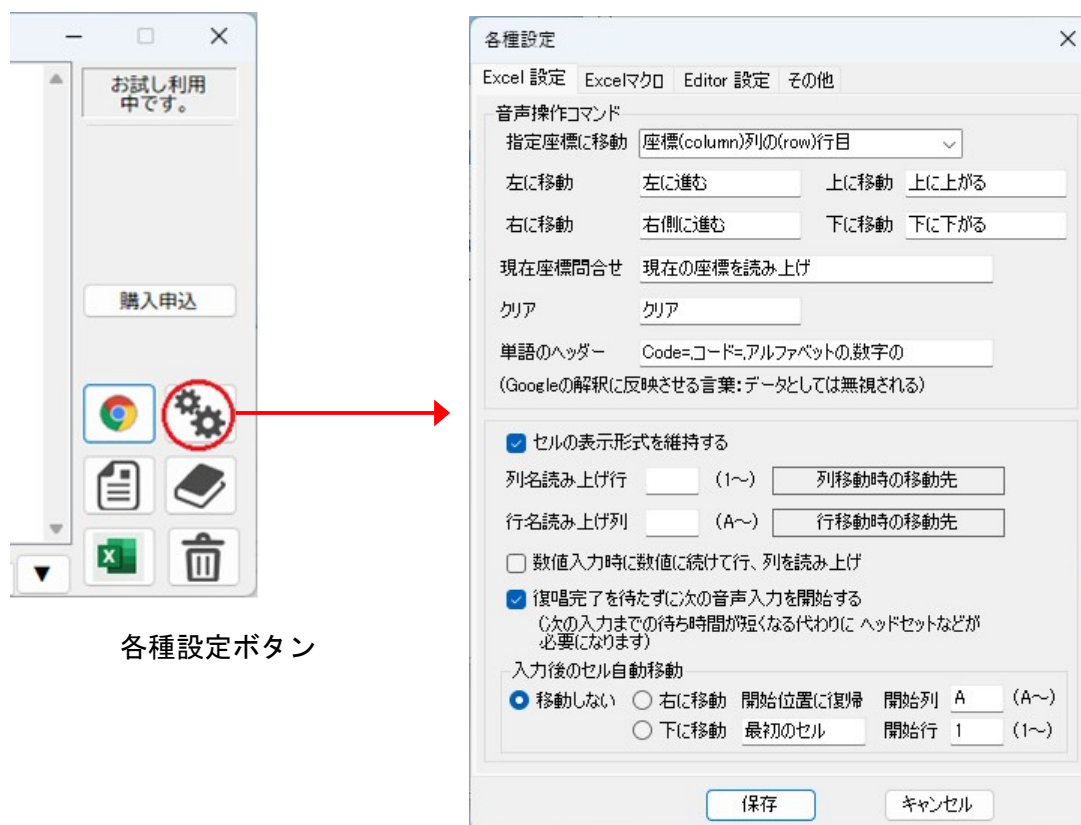 お試し利用
中です。
購入申込
各種設定ボタン
各種設定
Excel 設定 Excelマクロ Editor 設定 その他
音声操作コマンド
指定座標に移動 座標(column)列の(row)行目
左に移動 左に進む 上に移動 上に上がる
右に移動 右側に進む 下に移動 下に下がる
現在座標問合せ 現在の座標を読み上げ
クリア クリア
単語のヘッダー Code=,コード=,アルファベットの,数字の
(Googleの解釈に反映させる言葉:データとしては無視される)
セルの表示形式を維持する
列名読み上げ行 (1～) 列移動時の移動先
行名読み上げ列 (A～) 行移動時の移動先
数値入力時に数値に続けて行、列を読み上げ
復唱完了を待たずに次の音声入力を開始する
(次の入力までの待ち時間が短くなる代わりに ヘッドセットなどが
必要になります)
入力後のセル自動移動
移動しない 右に移動 開始位置に復帰 開始列 A (A～)
下に移動 最初のセル 開始行 1 (1～)
保存 キャンセル